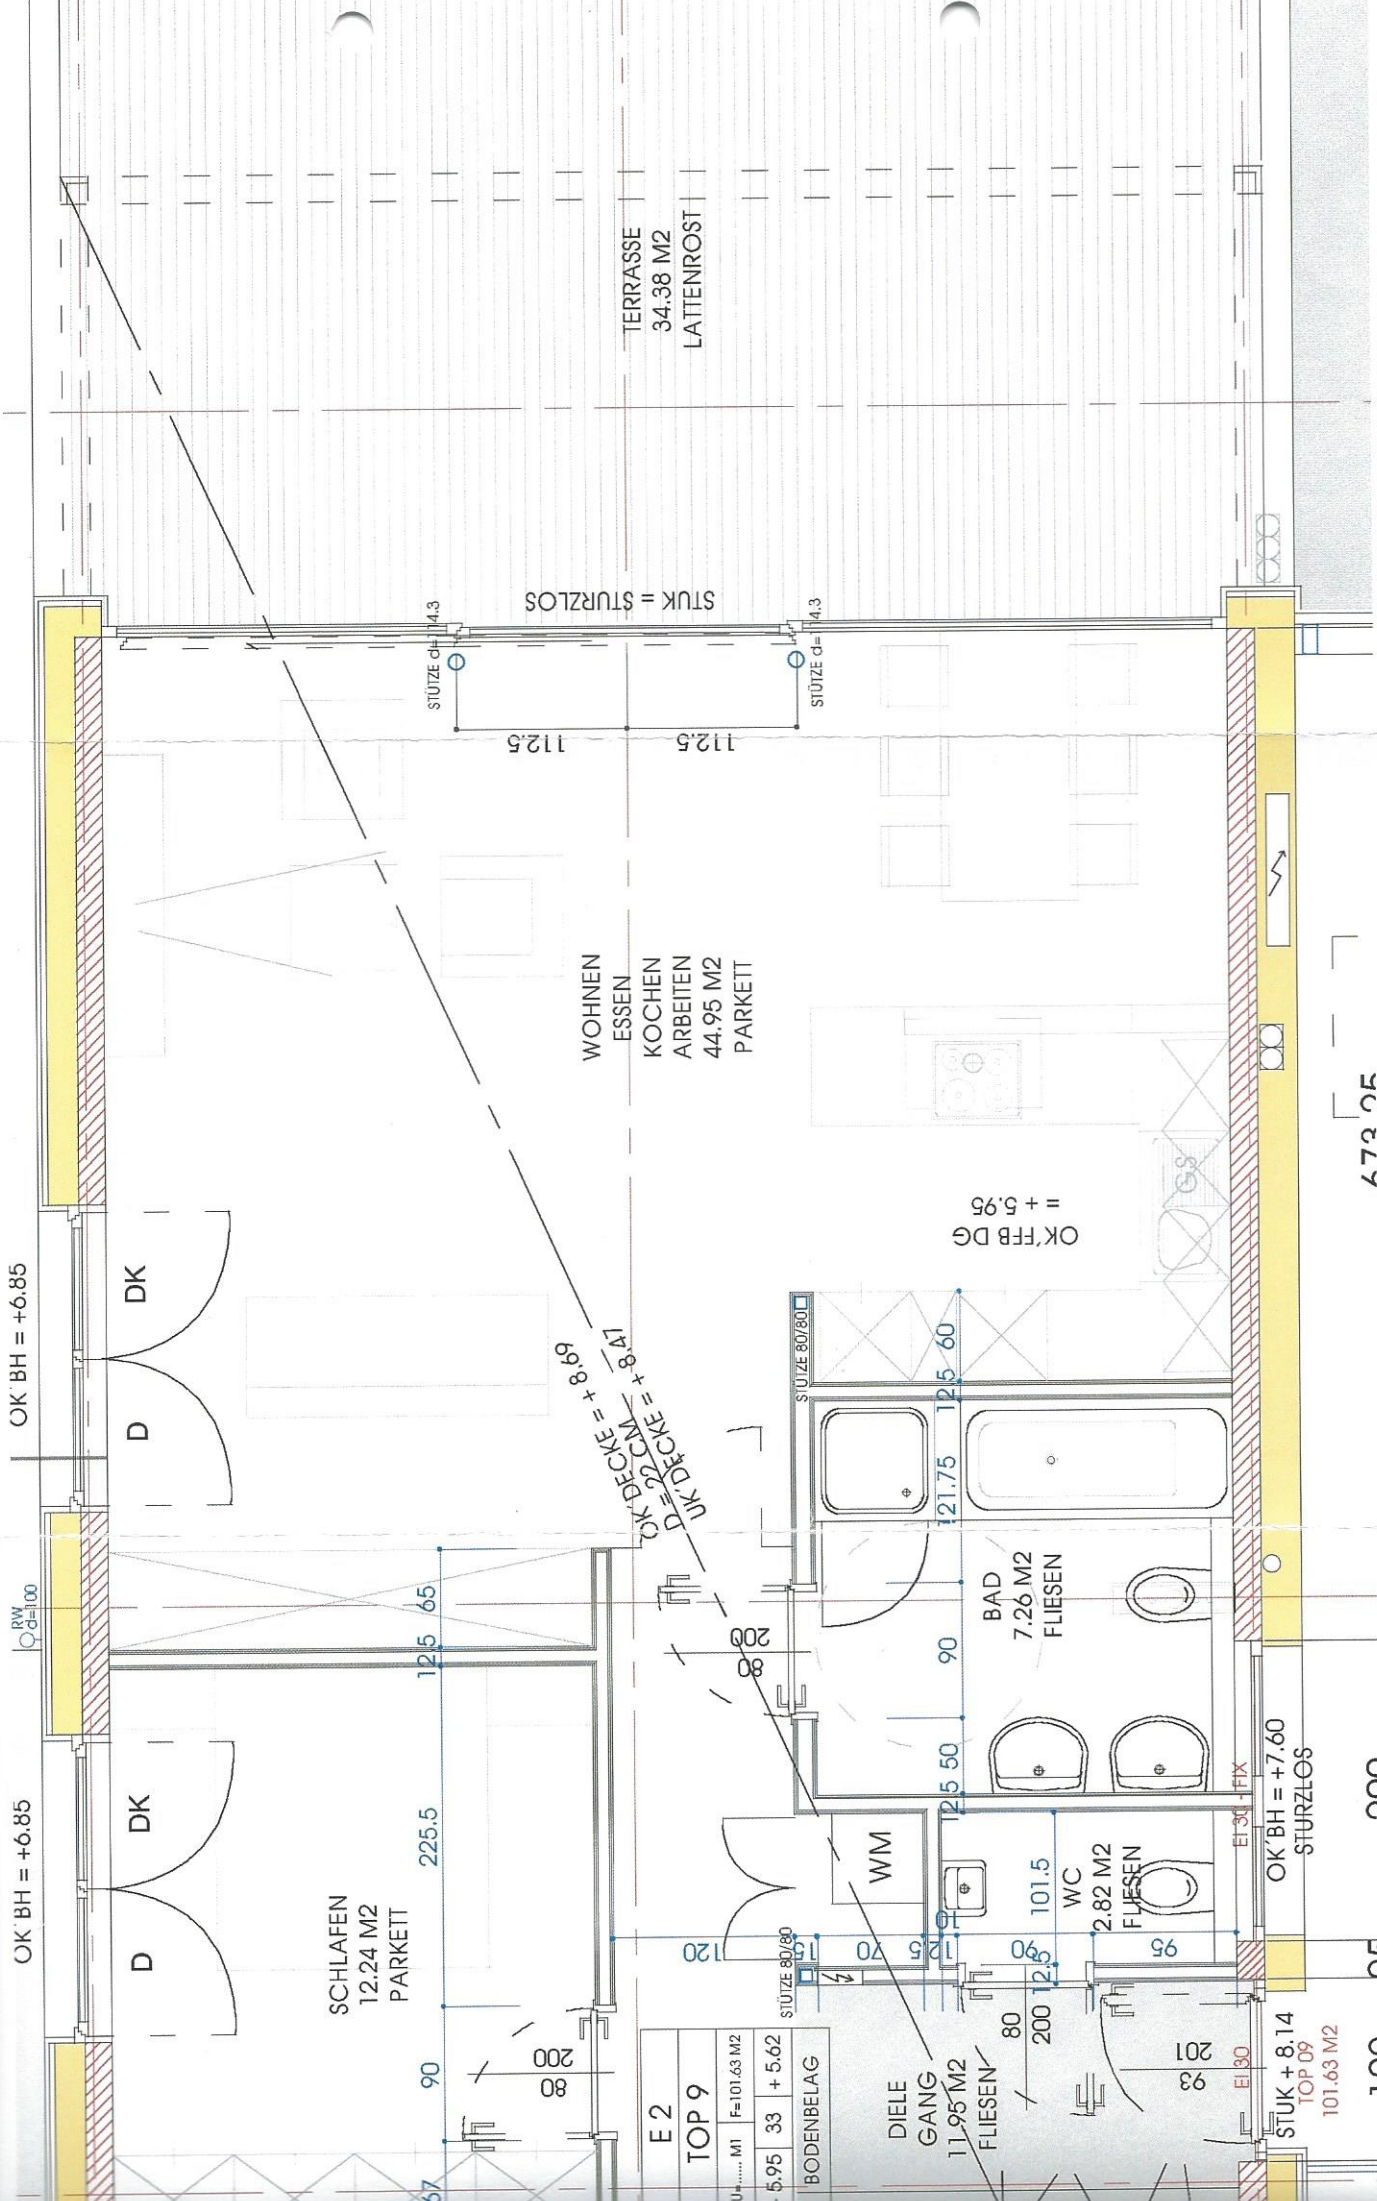 TERRASSE
34.38 M2
LATTENROST
STUK = STURZLOS
STÜTZE d=14.3
STÜTZE d=14.3
112.5
112.5
WOHNEN
ESSEN
KOCHEN
ARBEITEN
44.95 M2
PARKETT
OK'FFB DG
= + 5.95
GS
OK'BH = +6.85
DK
D
OK'DECKE = + 8.69
D = 22 CM
UK'DECKE = + 8.47
STÜTZE 80/80
60
12.5
121.75
90
50
12.5
RW
d=100
65
12.5
225.5
90
BAD
7.26 M2
FLIESEN
80
200
OK'BH = +6.85
DK
D
SCHLAFEN
12.24 M2
PARKETT
80
200
WM
WC
2.82 M2
FLIESEN
101.5
12.5
120
15
70
12.5
10
90
95
STÜTZE 80/80
EI 30 - FIX
OK'BH = +7.60
STURZLOS
80
200
93
201
EI 30
STUK + 8.14
TOP 09
101.63 M2
DIELE
GANG
11.95 M2
FLIESEN
E 2
TOP 9
U=...... M1
F=101.63 M2
5.95
33
+ 5.62
BODENBELAG